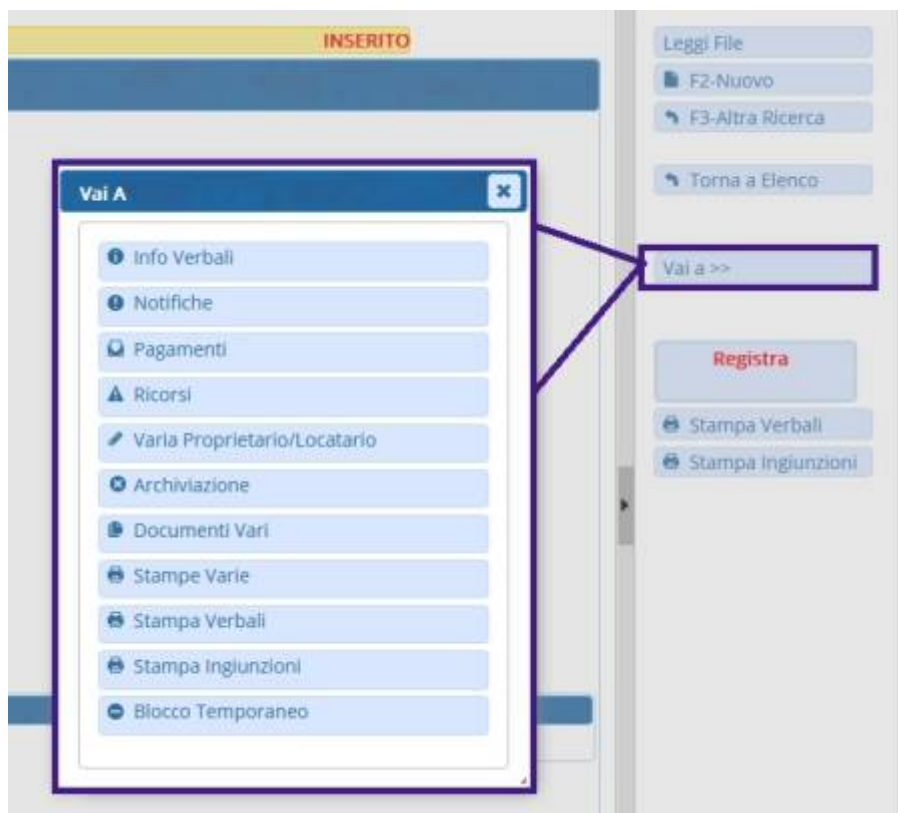 INSERITO
Leggi File
F2-Nuovo
F3-Altra Ricerca
Torna a Elenco
Vai a >>
Registra
Stampa Verbali
Stampa Ingiunzioni
Vai A
Info Verbali
Notifiche
Pagamenti
Ricorsi
Varia Proprietario/Locatario
Archiviazione
Documenti Vari
Stampe Varie
Stampa Verbali
Stampa Ingiunzioni
Blocco Temporaneo